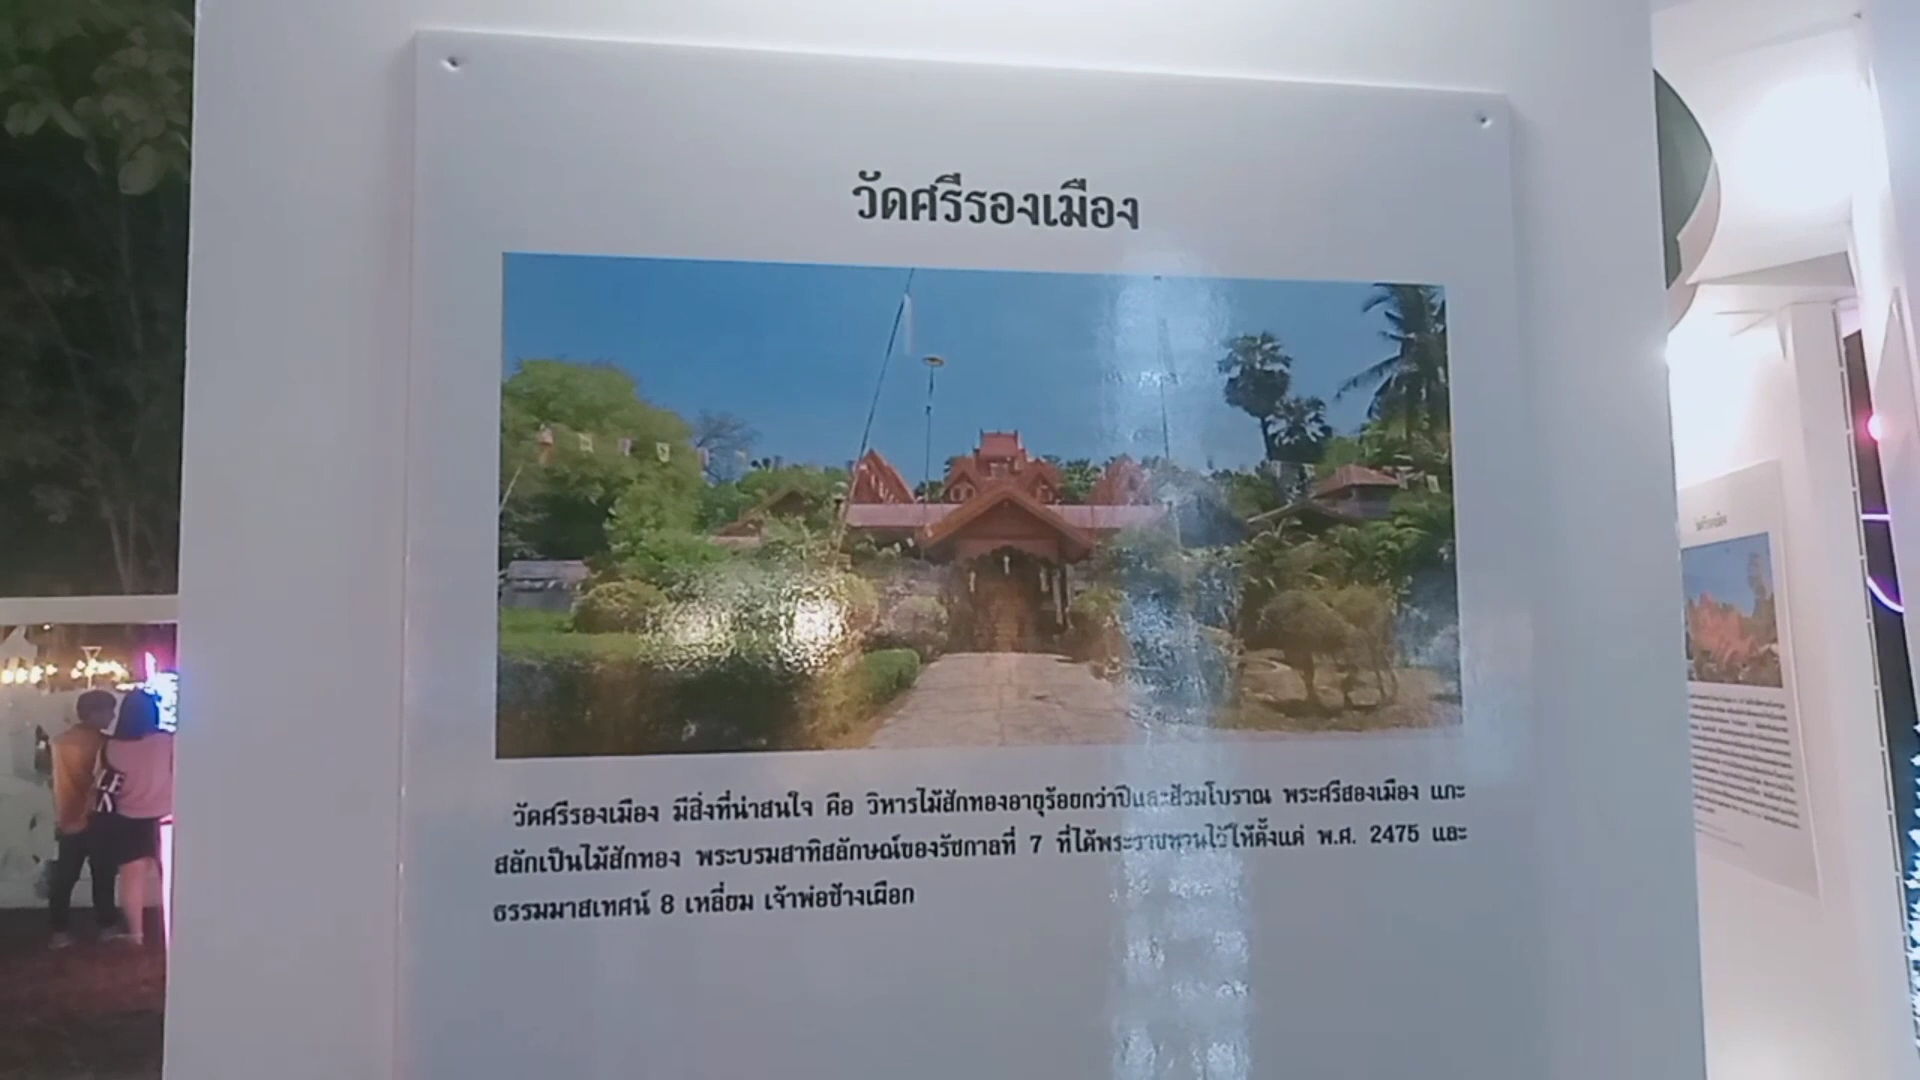 วัดศรีรองเมือง
วัดศรีรองเมือง มีสิ่งที่น่าสนใจ คือ วิหารไม้สักทองอายุร้อยกว่าปีและส้วมโบราณ พระศรีสองเมือง แกะ
สลักเป็นไม้สักทอง พระบรมสาทิสลักษณ์ของรัชกาลที่ 7 ที่ได้พระราชทานไว้ให้ตั้งแต่ พ.ศ. 2475 และ
ธรรมมาสเทศน์ 8 เหลี่ยม เจ้าพ่อช้างเผือก